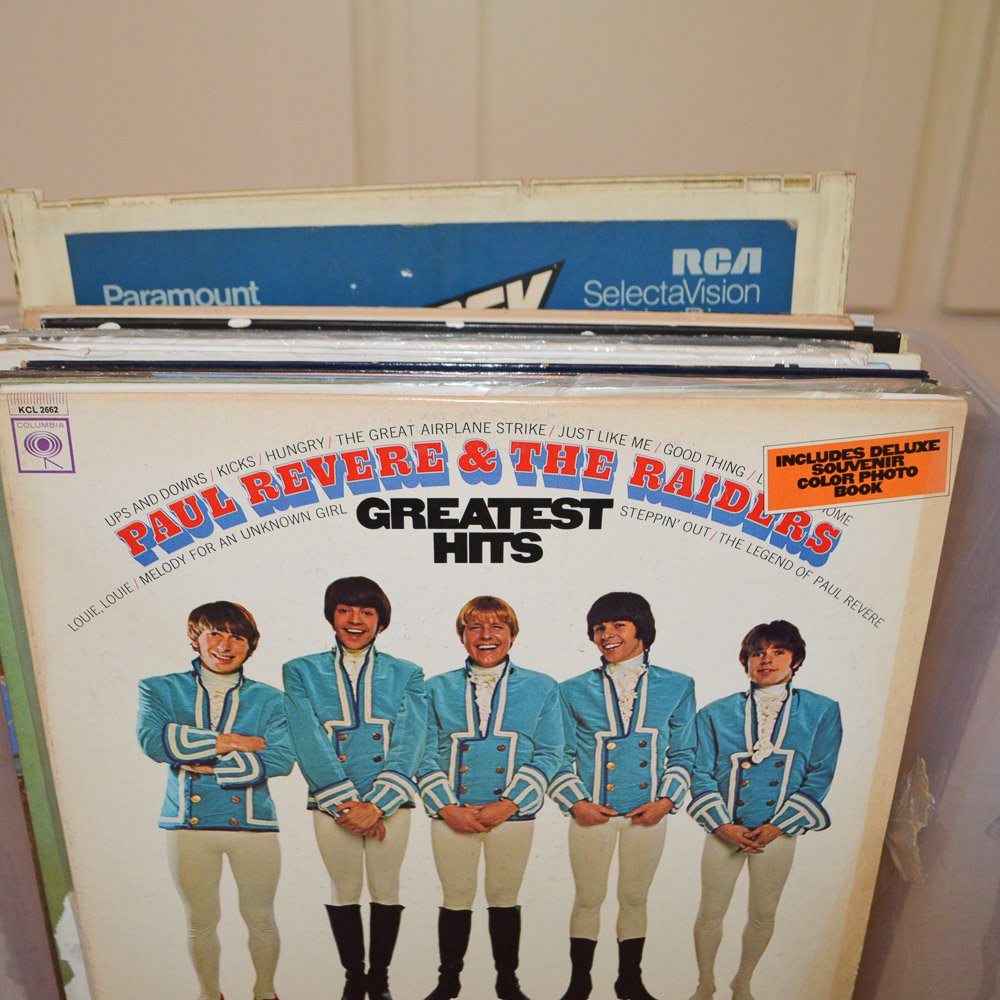 Paramount
RCA
SelectaVision
KCL 2662
COLUMBIA
UPS AND DOWNS / KICKS / HUNGRY / THE GREAT AIRPLANE STRIKE / JUST LIKE ME / GOOD THING /
PAUL REVERE & THE RAIDERS
GREATEST
HITS
LOUIE, LOUIE / MELODY FOR AN UNKNOWN GIRL
STEPPIN' OUT / THE LEGEND OF PAUL REVERE
INCLUDES DELUXE
SOUVENIR
COLOR PHOTO
BOOK